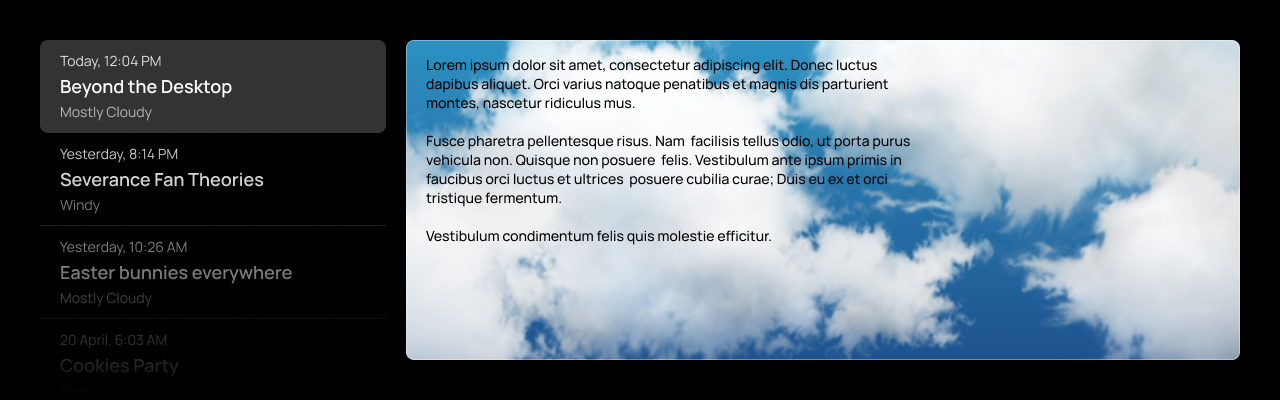 Today, 12:04 PM
Beyond the Desktop
Mostly Cloudy
Yesterday, 8:14 PM
Severance Fan Theories
Windy
Yesterday, 10:26 AM
Easter bunnies everywhere
Mostly Cloudy
20 April, 6:03 AM
Cookies Party
Lorem ipsum dolor sit amet, consectetur adipiscing elit. Donec luctus
dapibus aliquet. Orci varius natoque penatibus et magnis dis parturient
montes, nascetur ridiculus mus.
Fusce pharetra pellentesque risus. Nam  facilisis tellus odio, ut porta purus
vehicula non. Quisque non posuere  felis. Vestibulum ante ipsum primis in
faucibus orci luctus et ultrices  posuere cubilia curae; Duis eu ex et orci
tristique fermentum.
Vestibulum condimentum felis quis molestie efficitur.